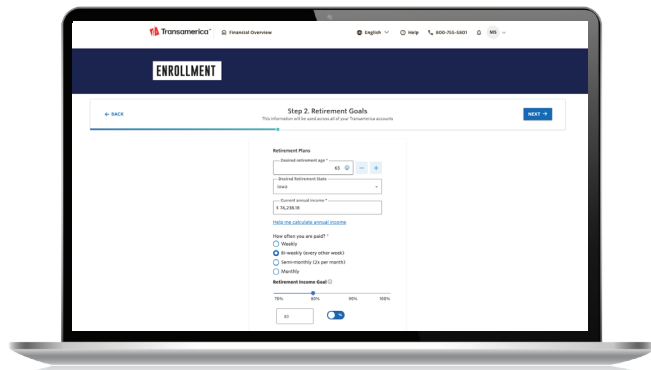 Transamerica Financial Overview English Help 800-755-5801 MS
ENROLLMENT
← BACK
Step 2. Retirement Goals
This information will be used across all of your Transamerica accounts
NEXT →
Retirement Plans
Desired retirement age *
65 − +
Desired Retirement State
Iowa
Current annual income *
$ 74,238.18
Help me calculate annual income
How often you are paid? *
Weekly
Bi-weekly (every other week)
Semi-monthly (2x per month)
Monthly
Retirement Income Goal
70% 80% 90% 100%
80 %